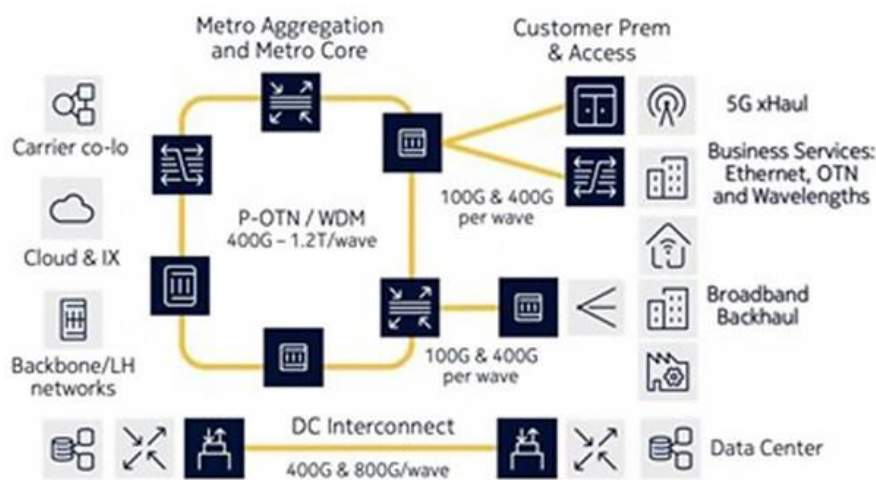 Metro Aggregation
and Metro Core
Customer Prem
& Access
Carrier co-lo
Cloud & IX
Backbone/LH
networks
P-OTN / WDM
400G – 1.2T/wave
100G & 400G
per wave
5G xHaul
Business Services:
Ethernet, OTN
and Wavelengths
100G & 400G
per wave
Broadband
Backhaul
DC Interconnect
400G & 800G/wave
Data Center